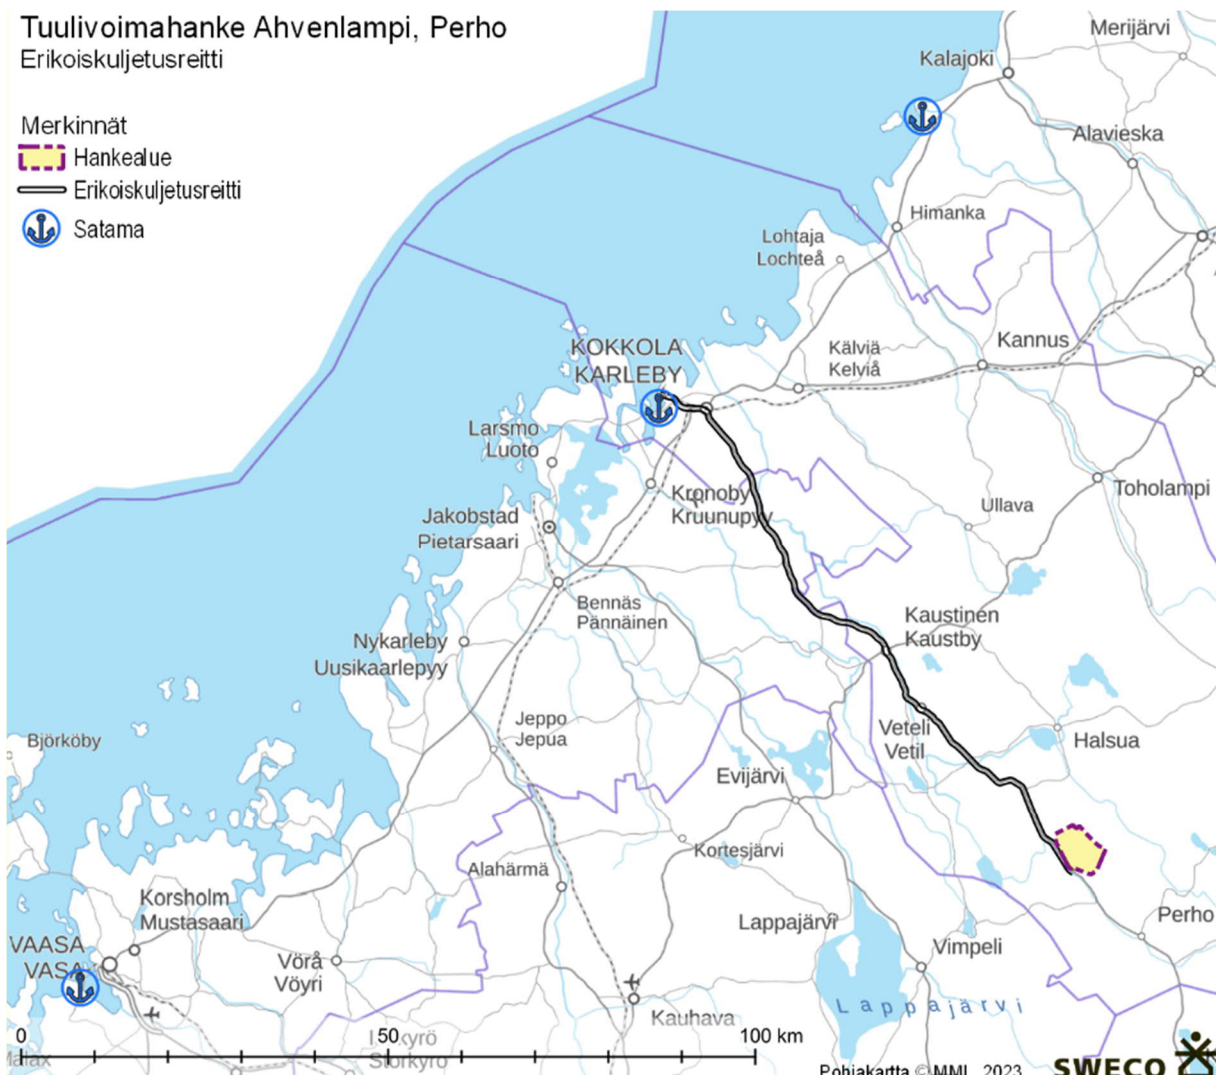 Tuulivoimahanke Ahvenlampi, Perho
Erikoiskuljetusreitti
Merkinnät
Hankealue
Erikoiskuljetusreitti
Satama
Merijärvi
Kalajoki
Alavieska
Himanka
Lohtaja
Lochteå
Kannus
Kälviä
Kelviå
KOKKOLA
KARLEBY
Larsmo
Luoto
Kronoby
Kruunupyy
Toholampi
Ullava
Jakobstad
Pietarsaari
Bennäs
Pännäinen
Kaustinen
Kaustby
Nykarleby
Uusikaarlepyy
Jeppo
Jepua
Veteli
Vetil
Halsua
Björköby
Evijärvi
Kortesjärvi
Alahärmä
Korsholm
Mustasaari
Lappajärvi
Perho
VAASA
VASA
Vörå
Vöyri
Vimpeli
Lappajärvi
Kauhava
0 50 100 km
Storkyro
Pohjakartta © MML, 2023
SWECO